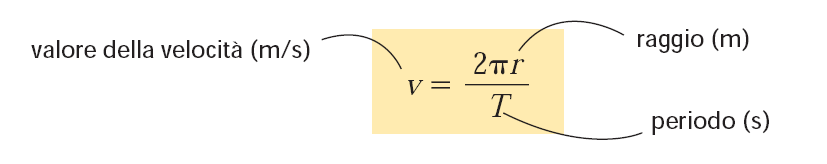 valore della velocità (m/s)
v = 2πr / T
raggio (m)
periodo (s)